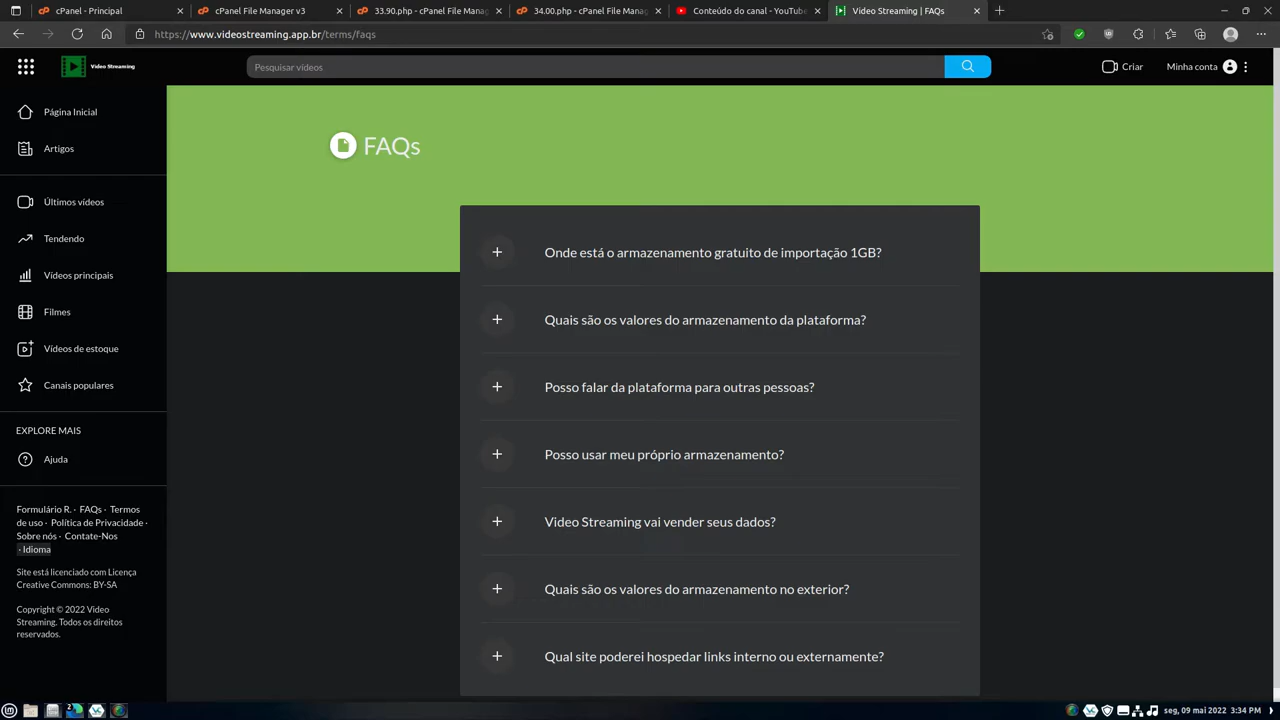 cPanel - Principal
cPanel File Manager v3
33.90.php - cPanel File Manag
34.00.php - cPanel File Manag
Conteúdo do canal - YouTube
Video Streaming | FAQs
https://www.videostreaming.app.br/terms/faqs
Video Streaming
Pesquisar vídeos
Criar
Minha conta
Página Inicial
Artigos
Últimos vídeos
Tendendo
Vídeos principais
Filmes
Vídeos de estoque
Canais populares
EXPLORE MAIS
Ajuda
Formulário R. · FAQs · Termos
de uso · Política de Privacidade ·
Sobre nós · Contate-Nos
· Idioma
Site está licenciado com Licença
Creative Commons: BY-SA
Copyright © 2022 Video
Streaming. Todos os direitos
reservados.
FAQs
Onde está o armazenamento gratuito de importação 1GB?
Quais são os valores do armazenamento da plataforma?
Posso falar da plataforma para outras pessoas?
Posso usar meu próprio armazenamento?
Video Streaming vai vender seus dados?
Quais são os valores do armazenamento no exterior?
Qual site poderei hospedar links interno ou externamente?
2
seg, 09 mai 2022 3:34 PM